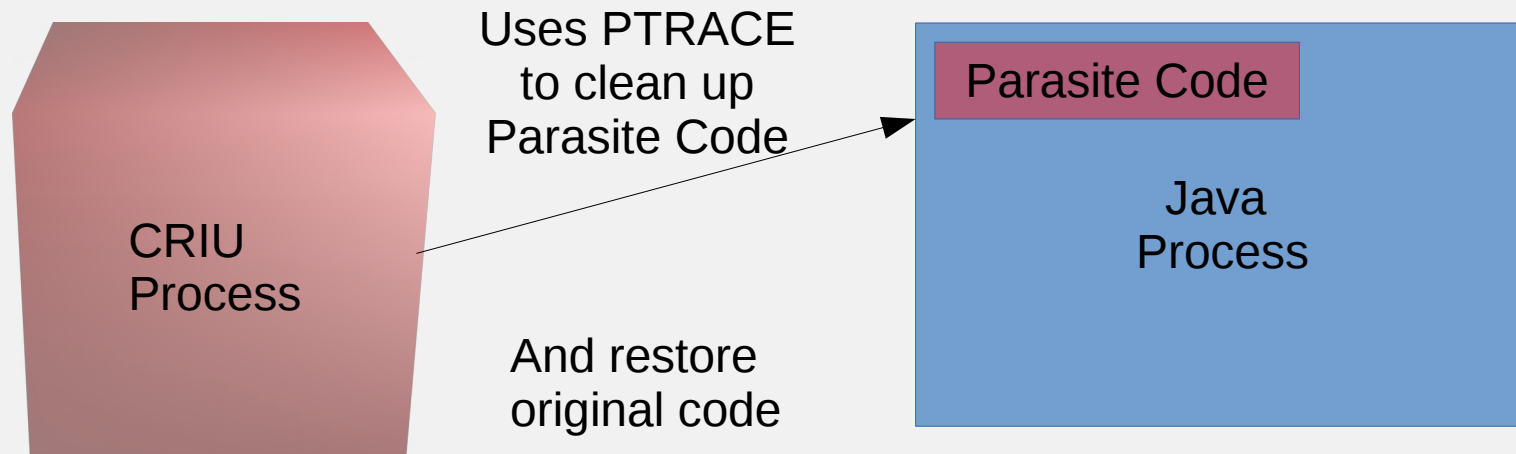 Uses PTRACE
to clean up
Parasite Code
Parasite Code
CRIU
Process
Java
Process
And restore
original code